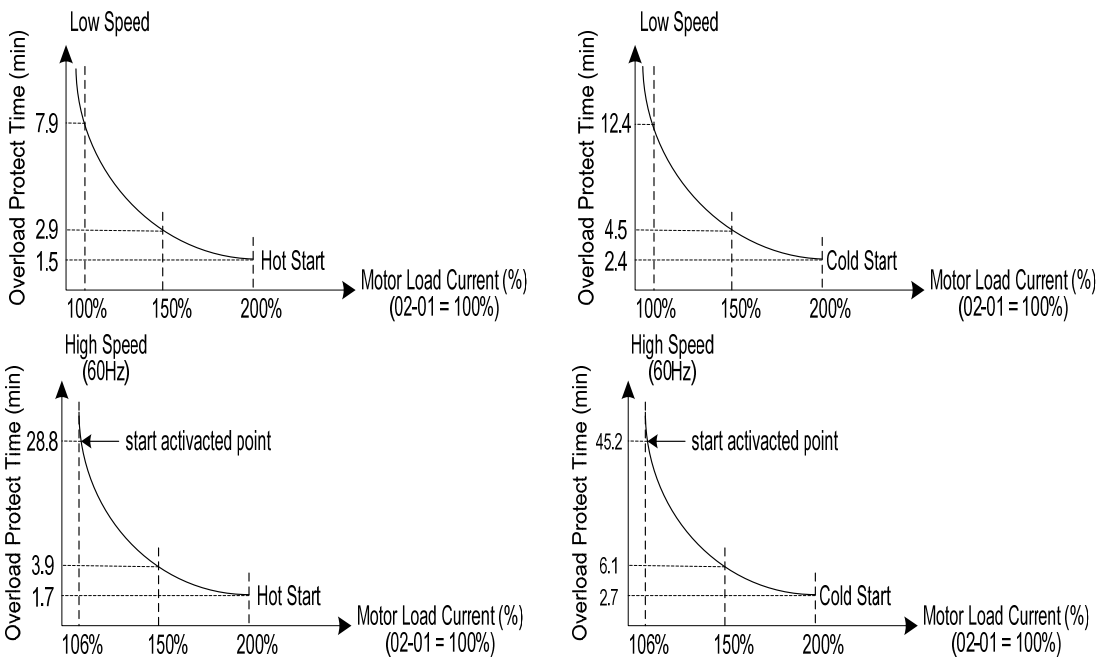 Low Speed
Overload Protect Time (min)
7.9
2.9
1.5
Hot Start
100%
150%
200%
Motor Load Current (%)
(02-01 = 100%)
Low Speed
Overload Protect Time (min)
12.4
4.5
2.4
Cold Start
100%
150%
200%
Motor Load Current (%)
(02-01 = 100%)
High Speed
(60Hz)
Overload Protect Time (min)
28.8
start activacted point
3.9
1.7
Hot Start
106%
150%
200%
Motor Load Current (%)
(02-01 = 100%)
High Speed
(60Hz)
Overload Protect Time (min)
45.2
start activacted point
6.1
2.7
Cold Start
106%
150%
200%
Motor Load Current (%)
(02-01 = 100%)